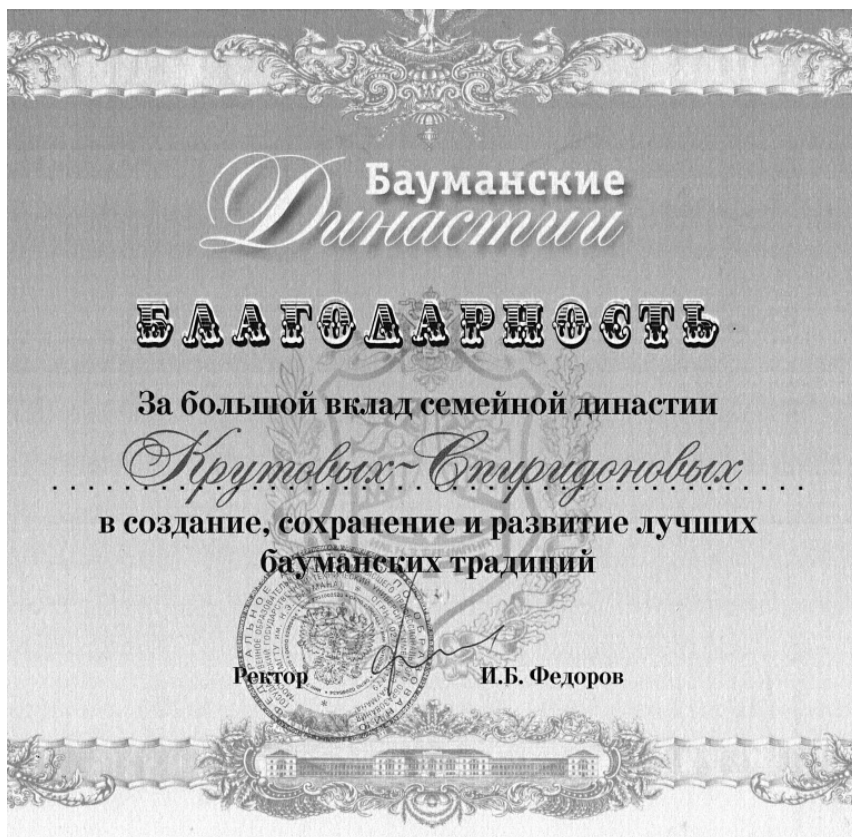 Бауманские
Династии
БЛАГОДАРНОСТЬ
За большой вклад семейной династии
Крутовых-Спиридоновых
в создание, сохранение и развитие лучших
бауманских традиций
Ректор И.Б. Федоров